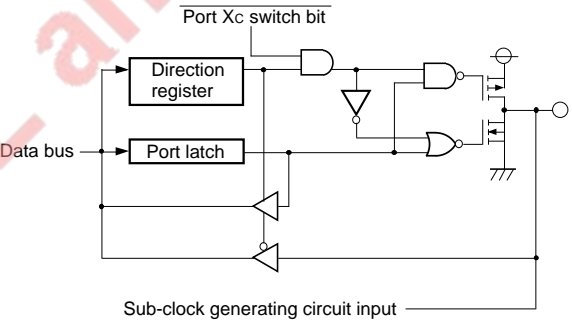 Port Xc switch bit
Direction
register
Data bus
Port latch
Sub-clock generating circuit input